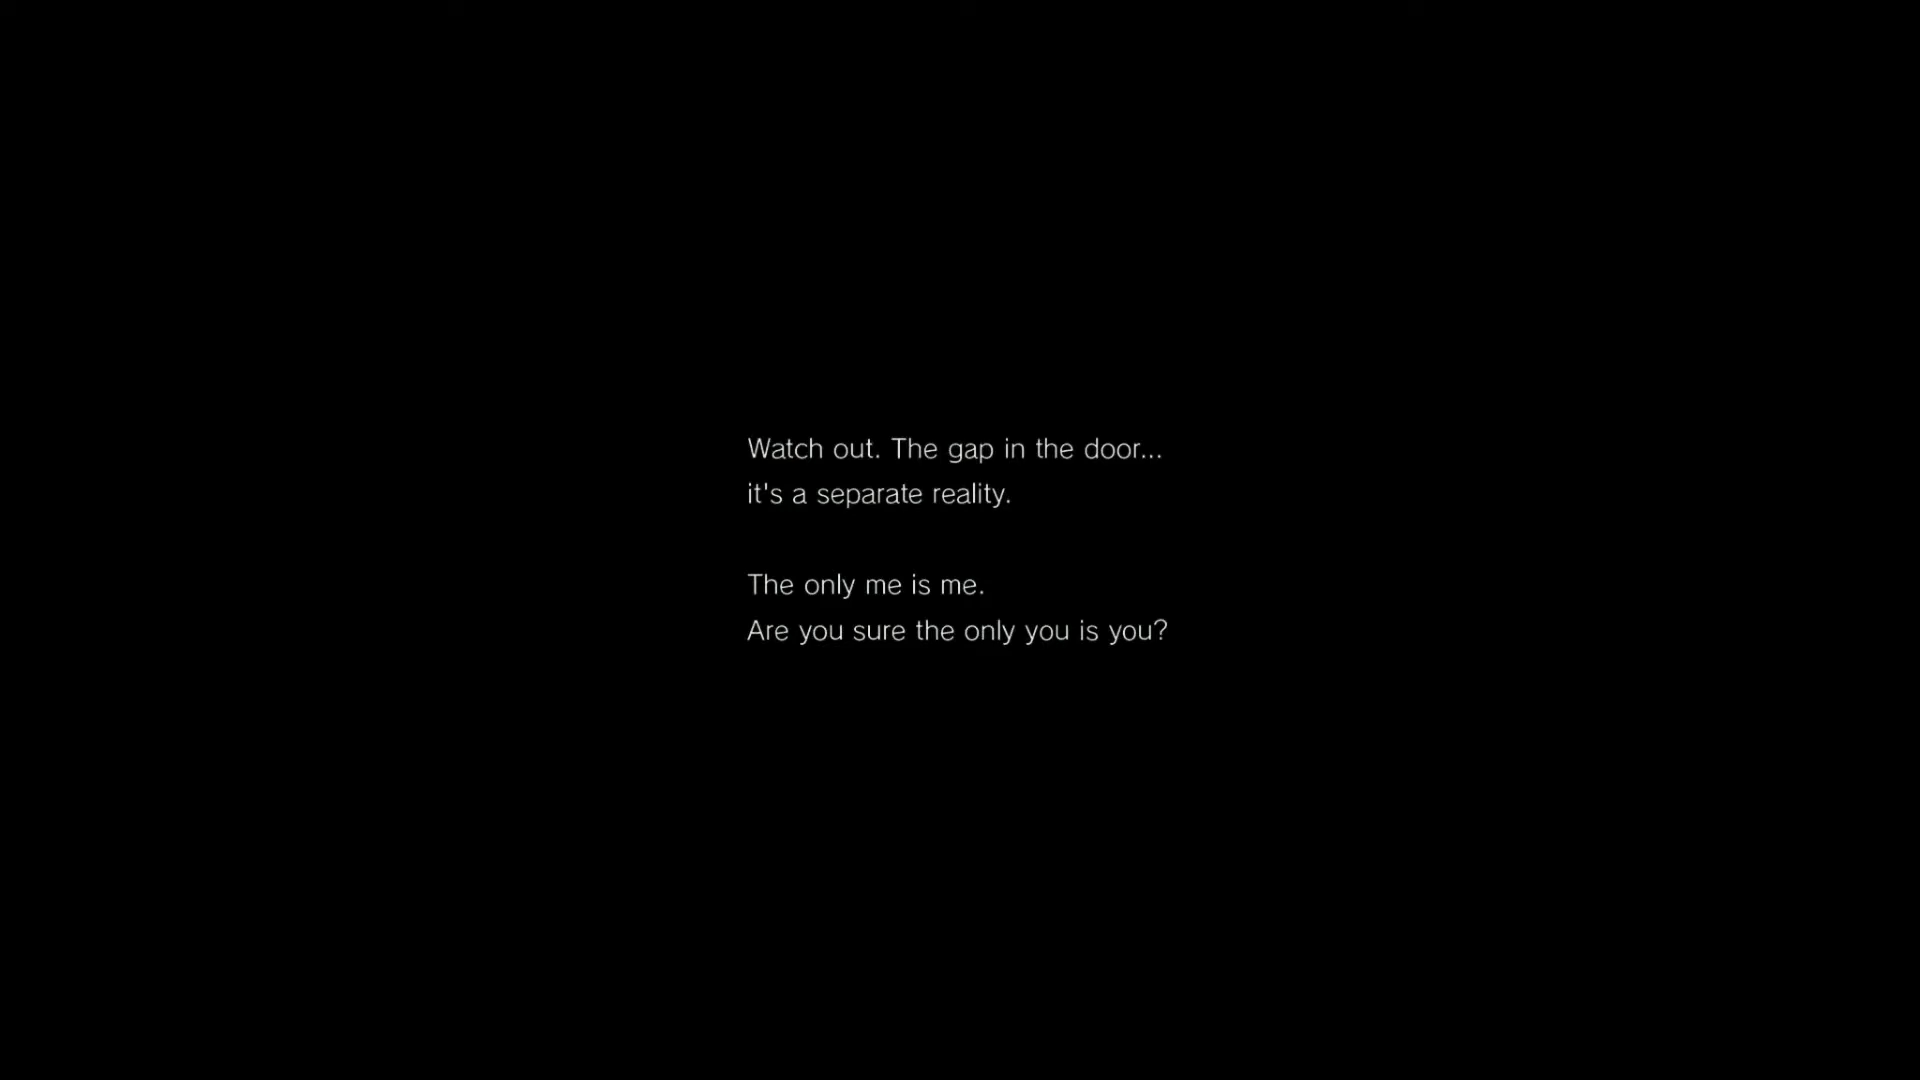 Watch out. The gap in the door...
it's a separate reality.
The only me is me.
Are you sure the only you is you?